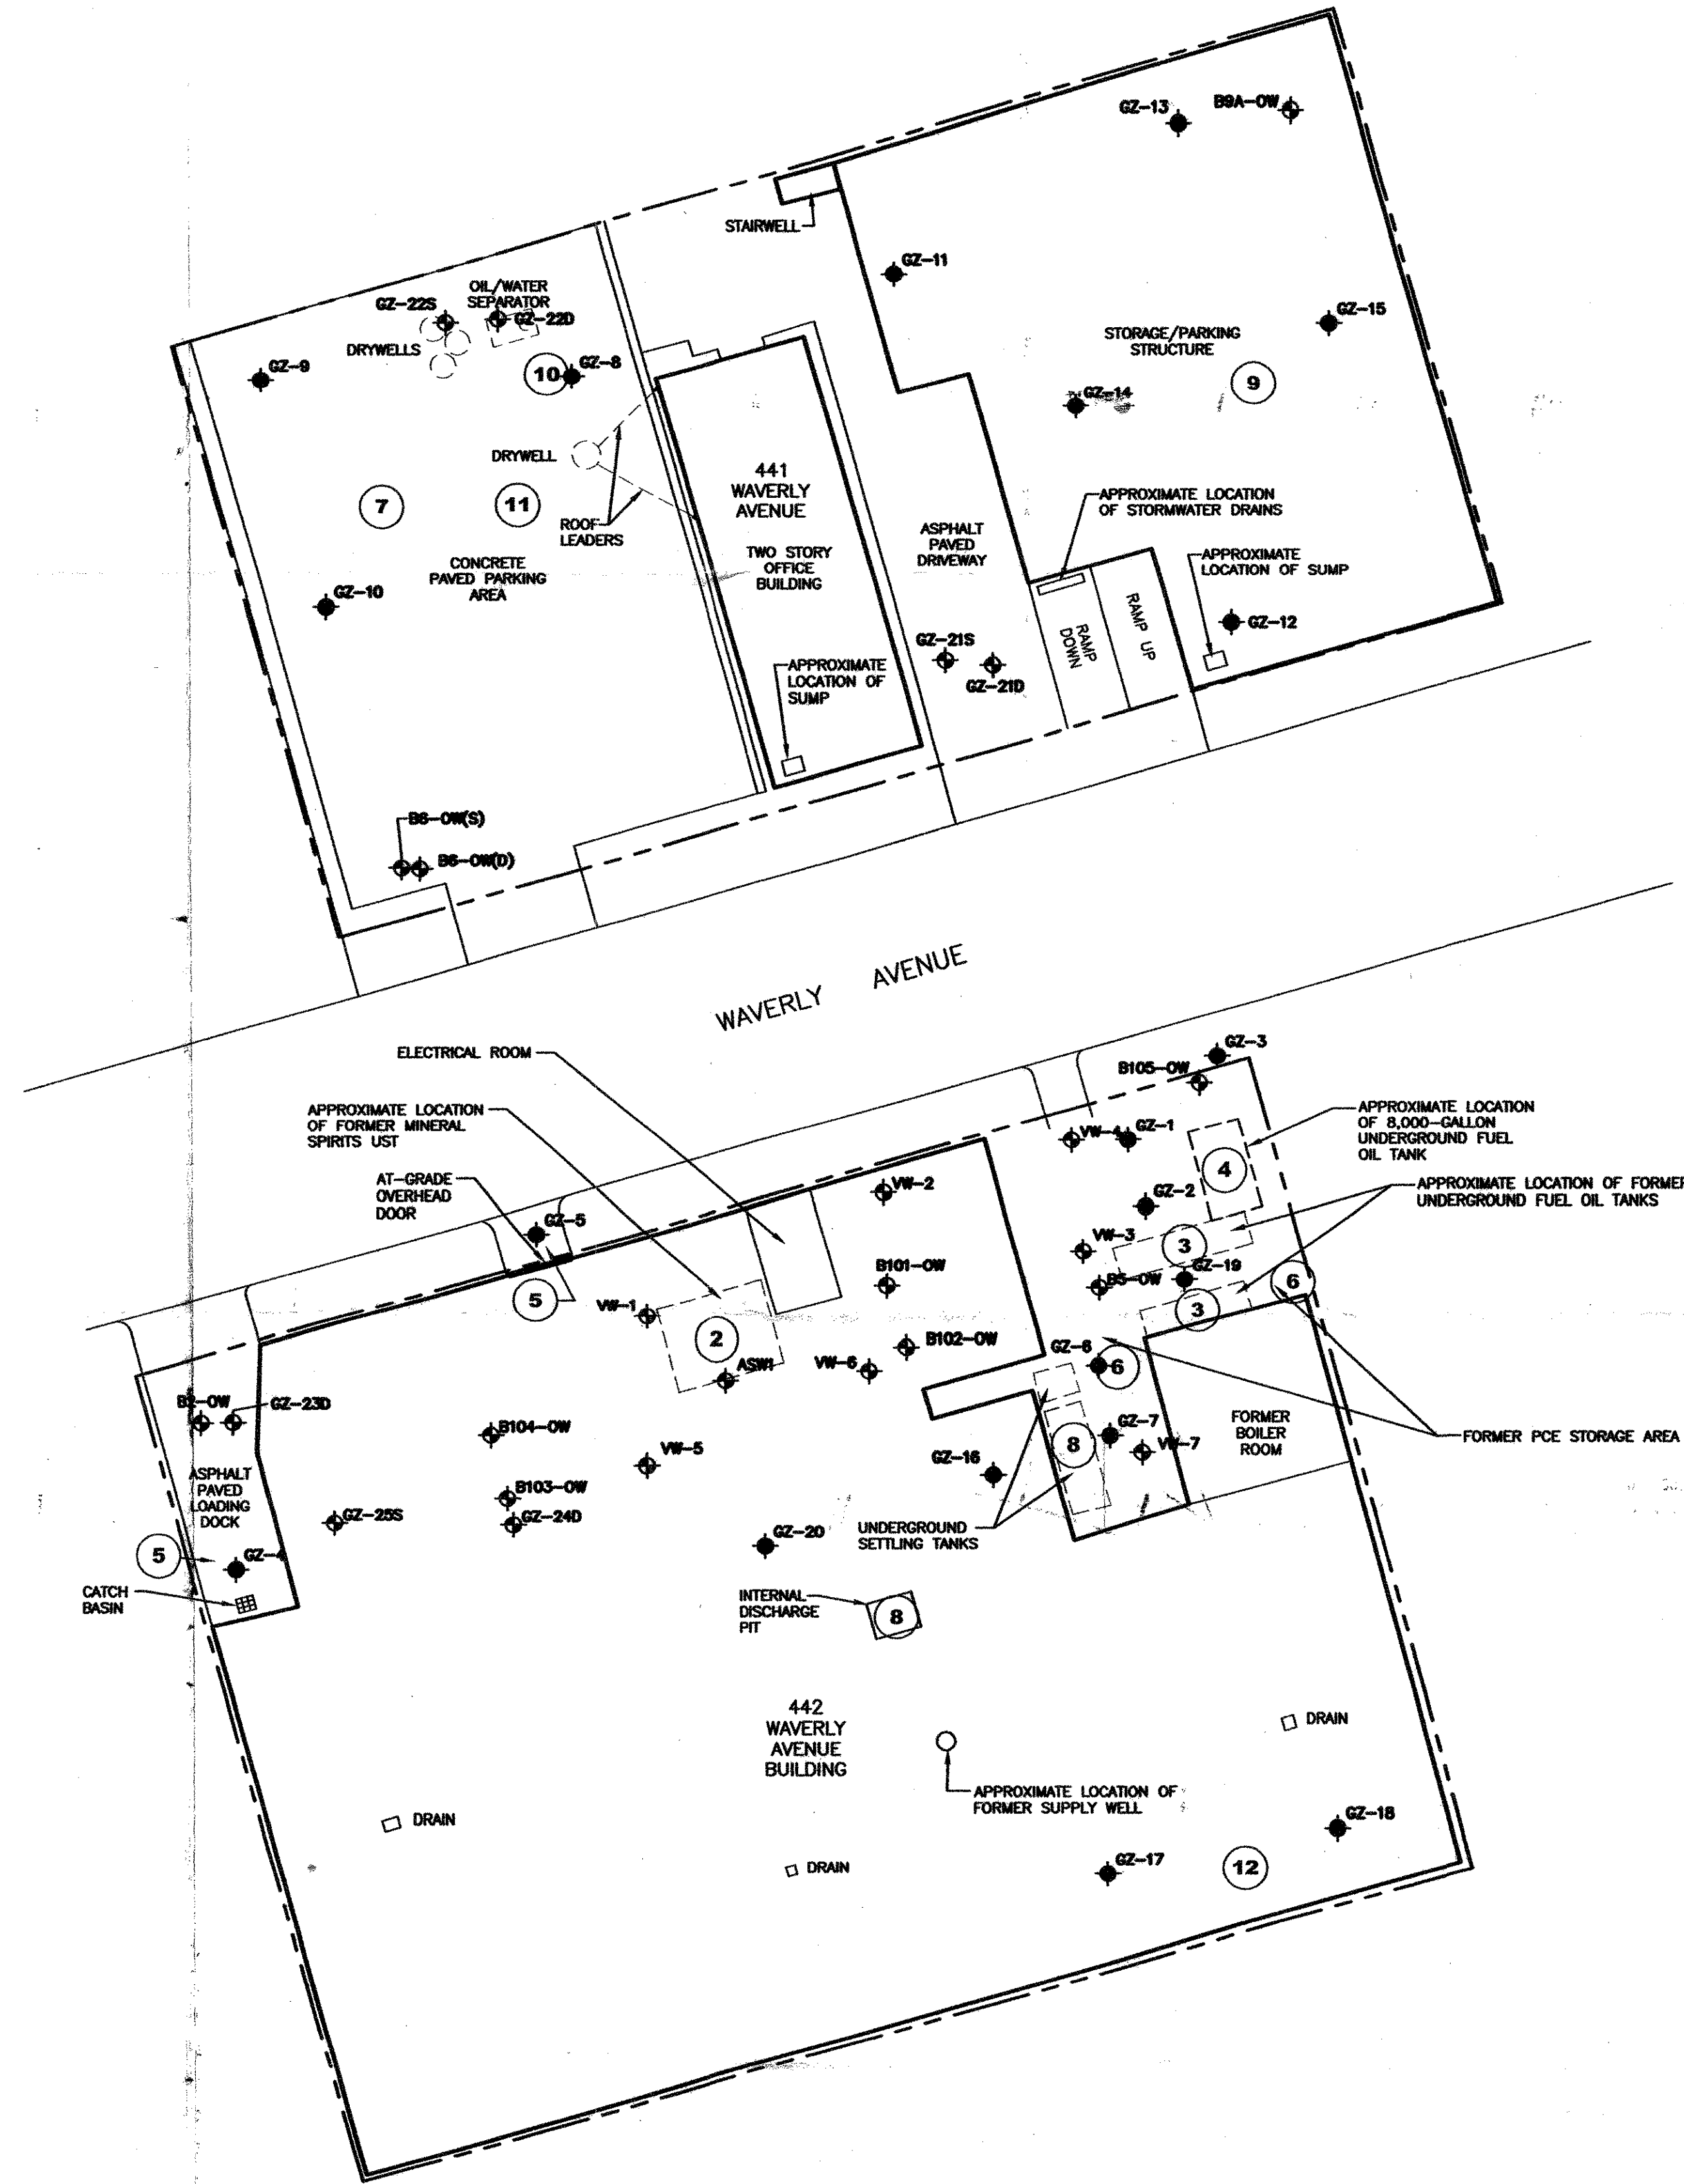 GZ-13
B9A-OW
STAIRWELL
GZ-11
OIL/WATER
SEPARATOR
GZ-22S
GZ-22D
DRYWELLS
GZ-9
10
GZ-8
STORAGE/PARKING
STRUCTURE
GZ-15
9
GZ-14
DRYWELL
7
11
ROOF
LEADERS
441
WAVERLY
AVENUE
TWO STORY
OFFICE
BUILDING
CONCRETE
PAVED PARKING
AREA
GZ-10
ASPHALT
PAVED
DRIVEWAY
APPROXIMATE LOCATION
OF STORMWATER DRAINS
APPROXIMATE
LOCATION OF SUMP
RAMP
DOWN
RAMP UP
GZ-12
GZ-21S
GZ-21D
APPROXIMATE
LOCATION OF
SUMP
B6-OW(S)
B6-OW(D)
WAVERLY AVENUE
ELECTRICAL ROOM
APPROXIMATE LOCATION
OF FORMER MINERAL
SPIRITS UST
AT-GRADE
OVERHEAD
DOOR
GZ-5
5
VW-1
2
ASW1
VW-2
B101-OW
B102-OW
VW-6
GZ-3
B105-OW
VW-4
GZ-1
GZ-2
4
APPROXIMATE LOCATION
OF 8,000-GALLON
UNDERGROUND FUEL
OIL TANK
APPROXIMATE LOCATION OF FORMER
UNDERGROUND FUEL OIL TANKS
VW-3
3
B5-OW
GZ-19
6
3
GZ-6
6
GZ-7
VW-7
8
FORMER
BOILER
ROOM
FORMER PCE STORAGE AREA
B2-OW
GZ-23D
ASPHALT
PAVED
LOADING
DOCK
5
GZ-4
CATCH
BASIN
B104-OW
VW-5
B103-OW
GZ-24D
GZ-25S
GZ-16
GZ-20
UNDERGROUND
SETTLING TANKS
INTERNAL
DISCHARGE
PIT
8
442
WAVERLY
AVENUE
BUILDING
DRAIN
APPROXIMATE LOCATION OF
FORMER SUPPLY WELL
DRAIN
DRAIN
GZ-18
GZ-17
12